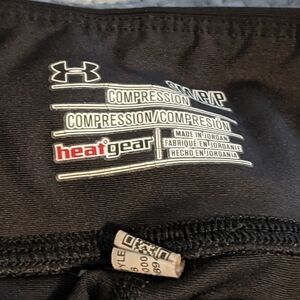 COMPRESSION
COMPRESSION/COMPRESIÓN
heatgear
MADE IN JORDAN
FABRIQUÉ EN JORDANIE
HECHO EN JORDANIA